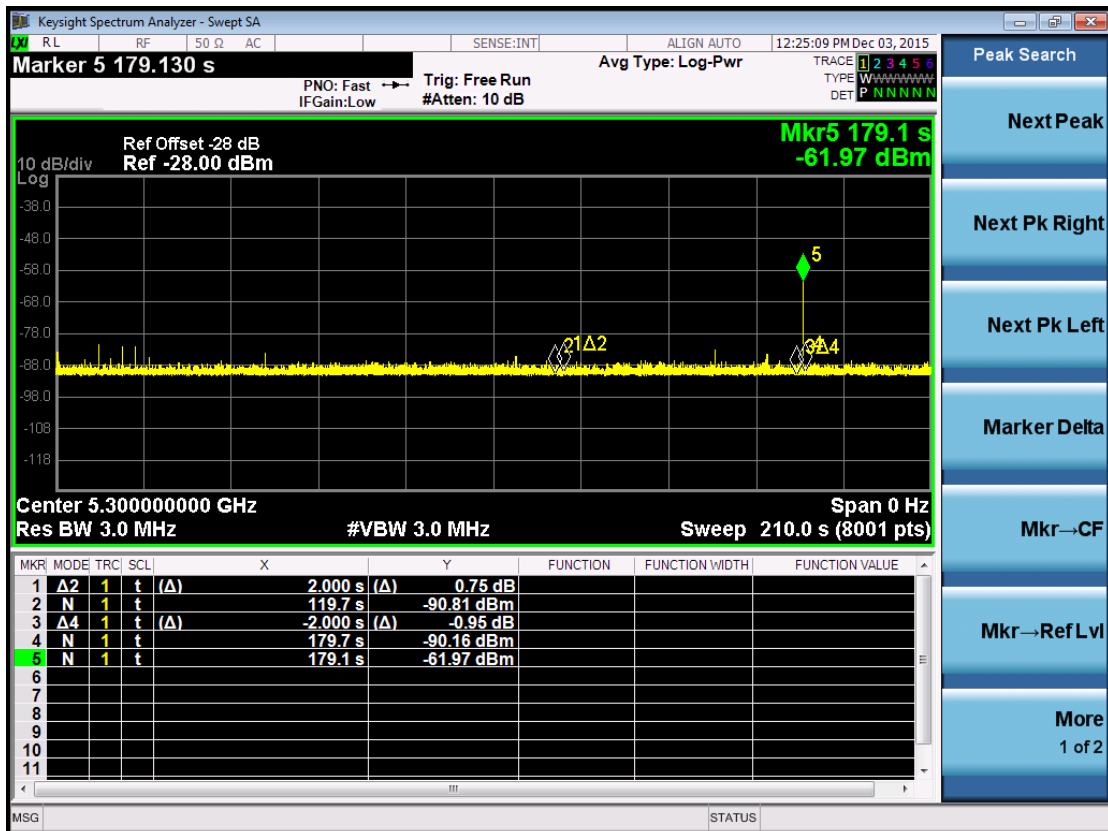 Keysight Spectrum Analyzer - Swept SA
LXI RL RF 50 Ω AC SENSE:INT ALIGN AUTO 12:25:09 PM Dec 03, 2015
Marker 5 179.130 s
PNO: Fast
IFGain:Low
Trig: Free Run
#Atten: 10 dB
Avg Type: Log-Pwr
TRACE 1 2 3 4 5 6
TYPE W
DET P N N N N N
Ref Offset -28 dB
10 dB/div Ref -28.00 dBm
Log
Mkr5 179.1 s
-61.97 dBm
-38.0
-48.0
-58.0
-68.0
-78.0
-88.0
-98.0
-108
-118
5
21Δ2
Center 5.300000000 GHz Span 0 Hz
Res BW 3.0 MHz #VBW 3.0 MHz Sweep 210.0 s (8001 pts)
MKR MODE TRC SCL X Y FUNCTION FUNCTION WIDTH FUNCTION VALUE
1 Δ2 1 t (Δ) 2.000 s (Δ) 0.75 dB
2 N 1 t 119.7 s -90.81 dBm
3 Δ4 1 t (Δ) -2.000 s (Δ) -0.95 dB
4 N 1 t 179.7 s -90.16 dBm
5 N 1 t 179.1 s -61.97 dBm
6
7
8
9
10
11
MSG STATUS
Peak Search
Next Peak
Next Pk Right
Next Pk Left
Marker Delta
Mkr→CF
Mkr→Ref Lvl
More
1 of 2